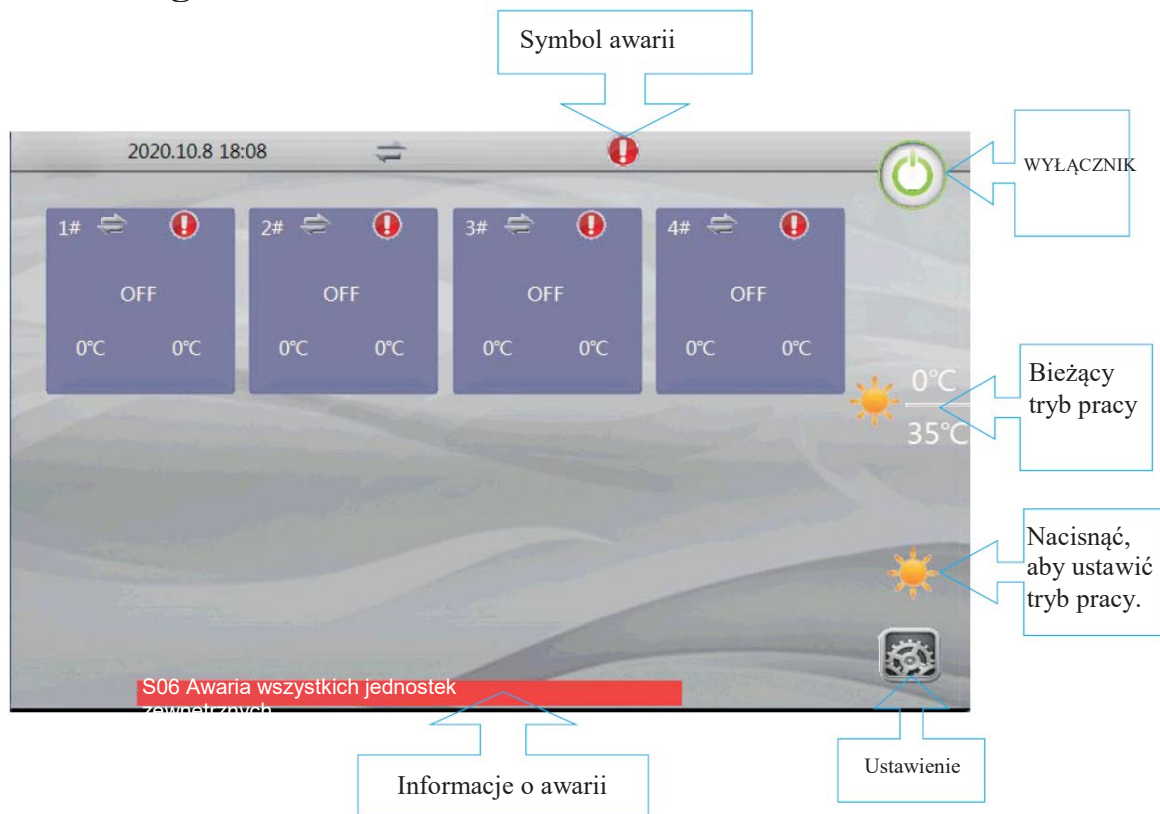 Symbol awarii
2020.10.8 18:08
WYŁĄCZNIK
1# 2# 3# 4#
OFF OFF OFF OFF
0℃ 0℃ 0℃ 0℃ 0℃ 0℃ 0℃ 0℃
0℃
35℃
Bieżący
tryb pracy
Nacisnąć,
aby ustawić
tryb pracy.
S06 Awaria wszystkich jednostek
zewnętrznych
Ustawienie
Informacje o awarii